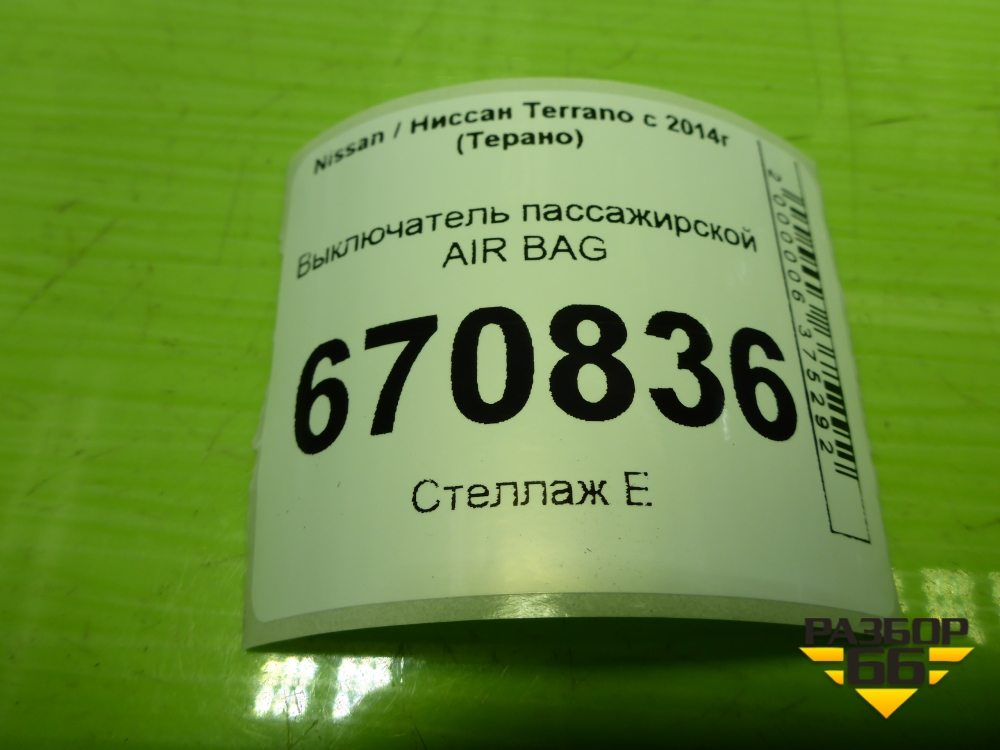 Nissan / Ниссан Terrano с 2014г
(Терано)
Выключатель пассажирской
AIR BAG
670836
Стеллаж Е
2000006375292
РАЗБОР
66